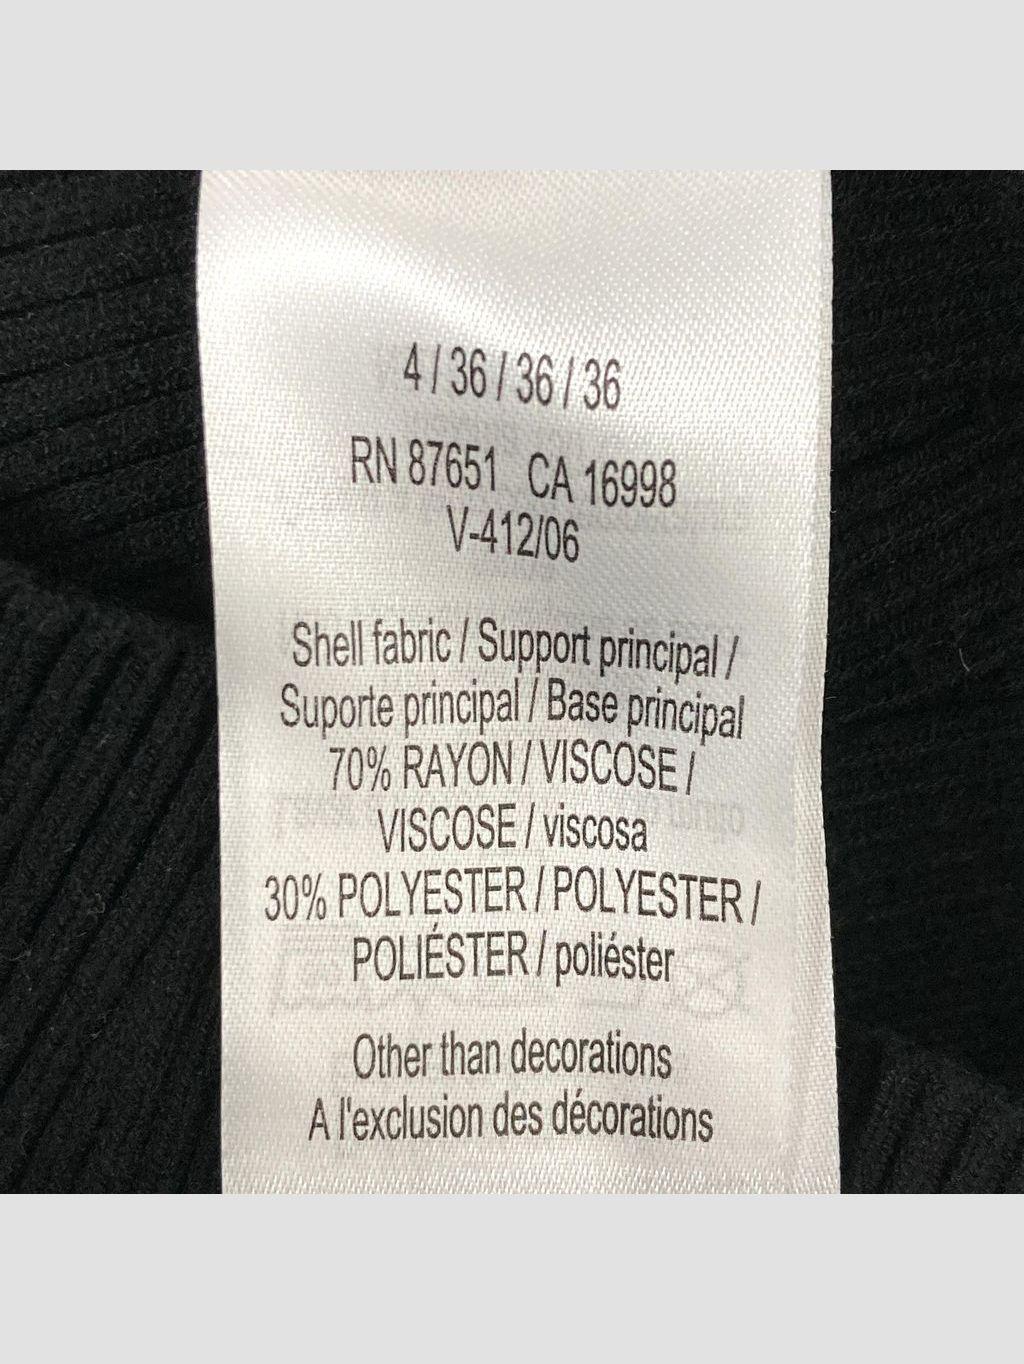 4 / 36 / 36 / 36
RN 87651 CA 16998
V-412/06
Shell fabric / Support principal /
Suporte principal / Base principal
70% RAYON / VISCOSE /
VISCOSE / viscosa
30% POLYESTER / POLYESTER /
POLIÉSTER / poliéster
Other than decorations
A l'exclusion des décorations